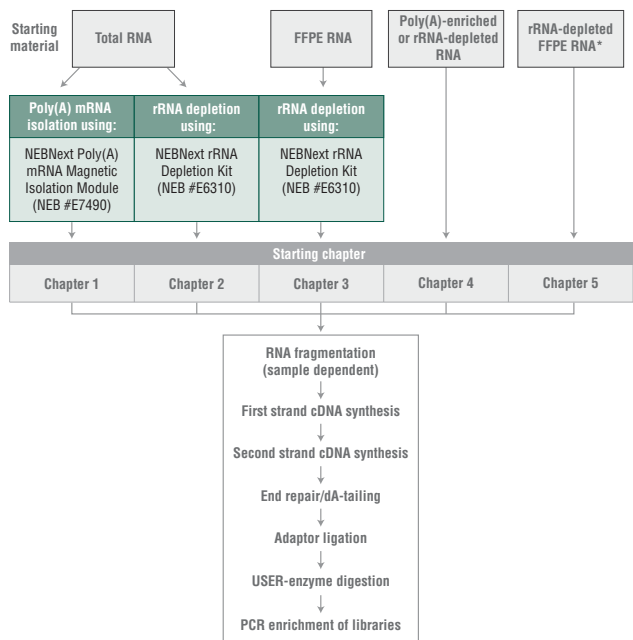 Starting
material
Total RNA
FFPE RNA
Poly(A)-enriched
or rRNA-depleted
RNA
rRNA-depleted
FFPE RNA*
Poly(A) mRNA
isolation using:
NEBNext Poly(A)
mRNA Magnetic
Isolation Module
(NEB #E7490)
rRNA depletion
using:
NEBNext rRNA
Depletion Kit
(NEB #E6310)
rRNA depletion
using:
NEBNext rRNA
Depletion Kit
(NEB #E6310)
Starting chapter
Chapter 1
Chapter 2
Chapter 3
Chapter 4
Chapter 5
RNA fragmentation
(sample dependent)
First strand cDNA synthesis
Second strand cDNA synthesis
End repair/dA-tailing
Adaptor ligation
USER-enzyme digestion
PCR enrichment of libraries